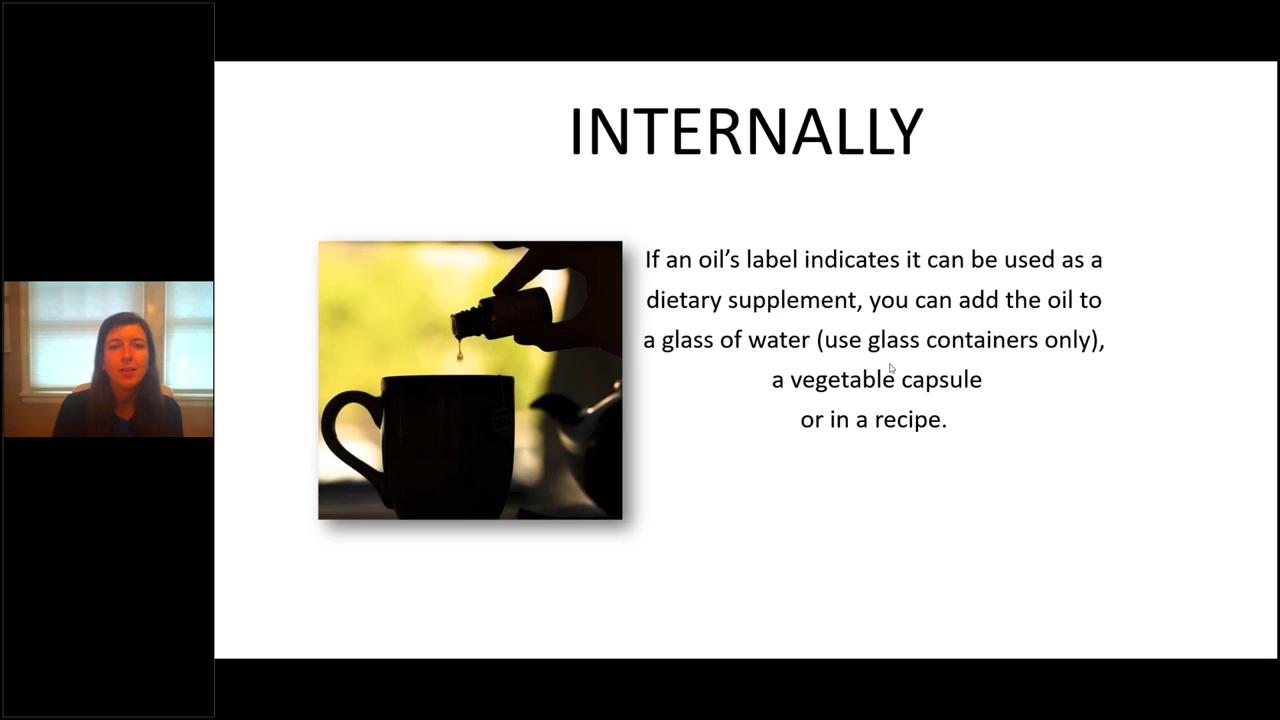 INTERNALLY
If an oil’s label indicates it can be used as a
dietary supplement, you can add the oil to
a glass of water (use glass containers only),
a vegetable capsule
or in a recipe.